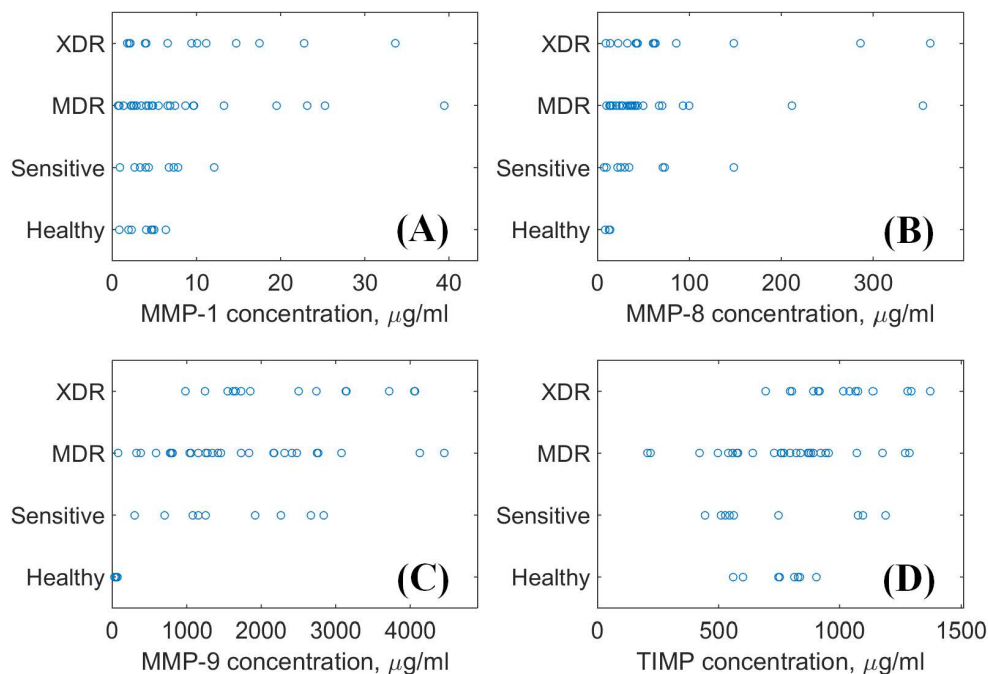 XDR
MDR
Sensitive
Healthy
(A)
0 10 20 30 40
MMP-1 concentration, μg/ml
XDR
MDR
Sensitive
Healthy
(B)
0 100 200 300
MMP-8 concentration, μg/ml
XDR
MDR
Sensitive
Healthy
(C)
0 1000 2000 3000 4000
MMP-9 concentration, μg/ml
XDR
MDR
Sensitive
Healthy
(D)
0 500 1000 1500
TIMP concentration, μg/ml